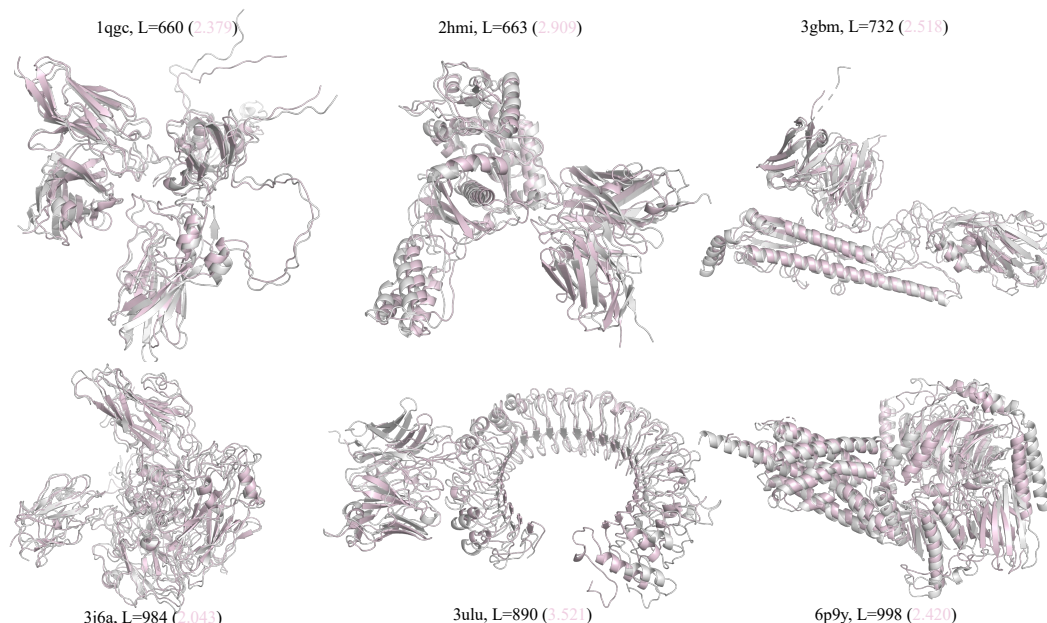 1qgc, L=660 (2.379)
2hmi, L=663 (2.909)
3gbm, L=732 (2.518)
3j6a, L=984 (2.043)
3ulu, L=890 (3.521)
6p9y, L=998 (2.420)